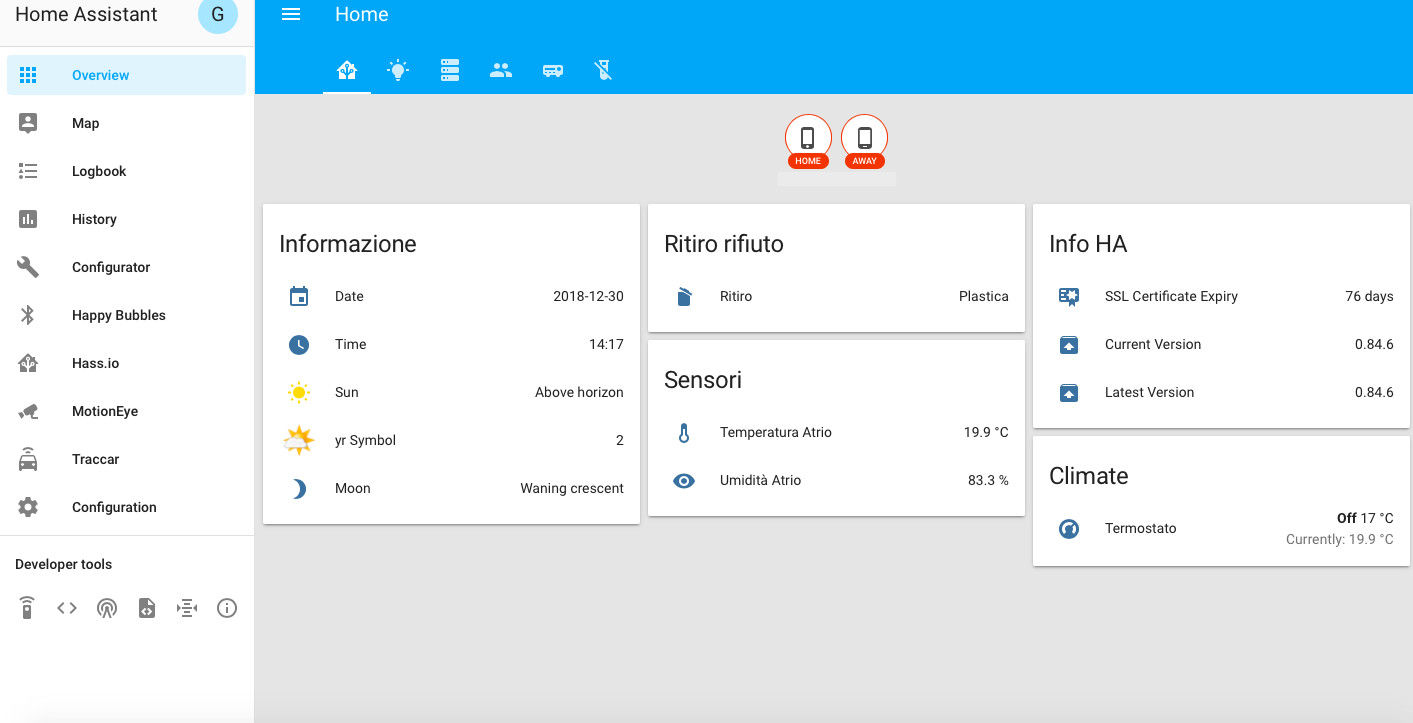 Home Assistant
G
Home
Overview
Map
Logbook
History
Configurator
Happy Bubbles
Hass.io
MotionEye
Traccar
Configuration
Developer tools
HOME
AWAY
Informazione
Date 2018-12-30
Time 14:17
Sun Above horizon
yr Symbol 2
Moon Waning crescent
Ritiro rifiuto
Ritiro Plastica
Sensori
Temperatura Atrio 19.9 °C
Umidità Atrio 83.3 %
Info HA
SSL Certificate Expiry 76 days
Current Version 0.84.6
Latest Version 0.84.6
Climate
Termostato Off 17 °C
Currently: 19.9 °C